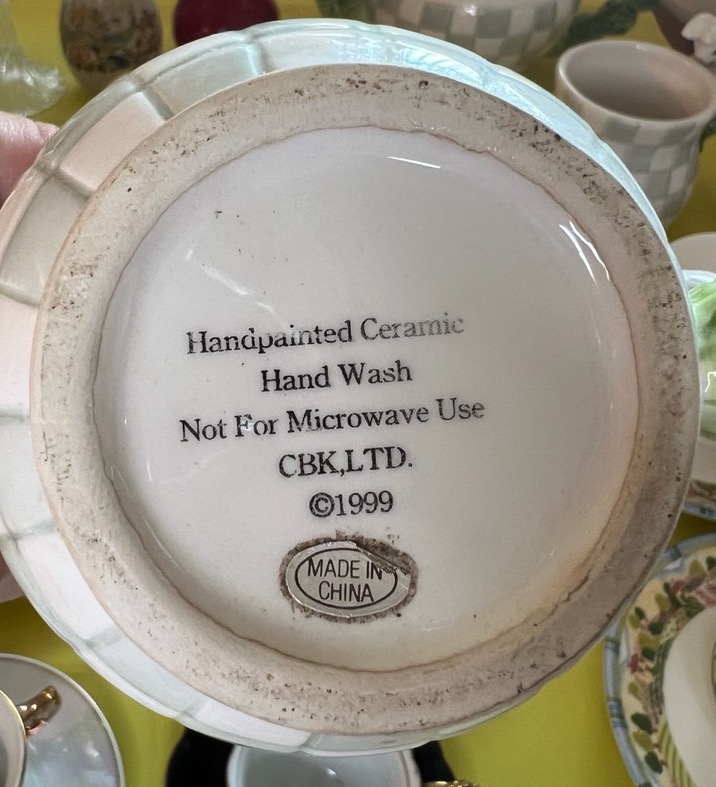 Handpainted Ceramic
Hand Wash
Not For Microwave Use
CBK,LTD.
©1999
MADE IN
CHINA